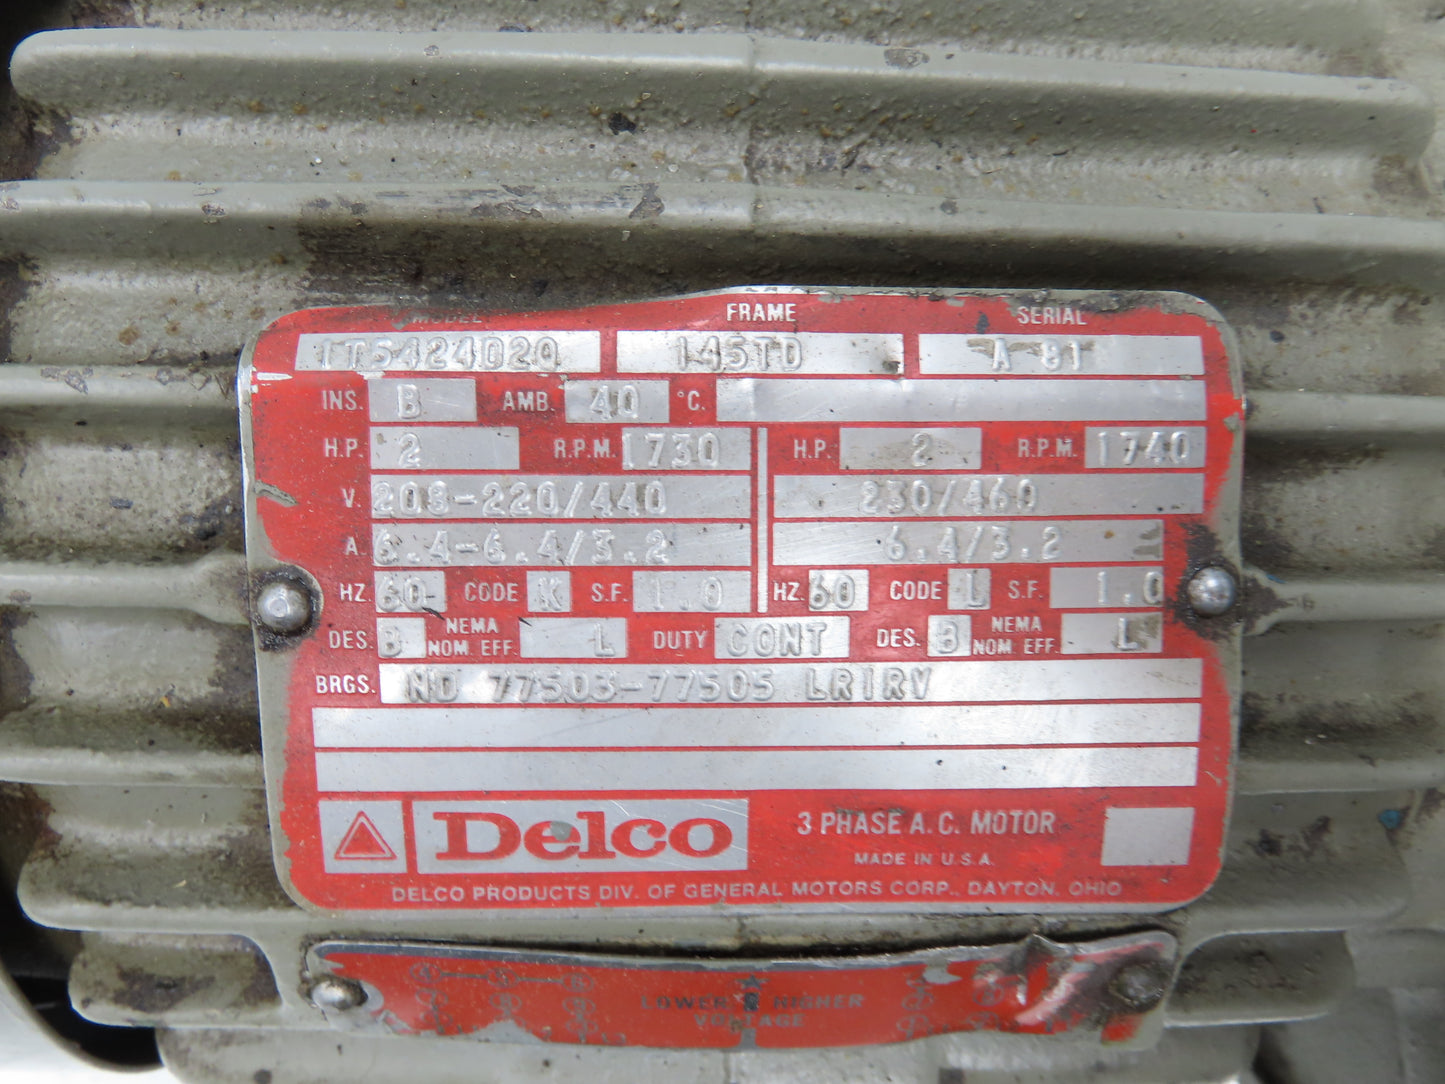 MODEL FRAME SERIAL
1T5424D2Q 145TD A 81
INS. B AMB. 40 °C.
H.P. 2 R.P.M. 1730 H.P. 2 R.P.M. 1740
V. 208-220/440 230/460
A. 6.4-6.4/3.2 6.4/3.2
HZ. 60 CODE K S.F. 1.0 HZ. 60 CODE L S.F. 1.0
DES. B NEMA NOM. EFF. L DUTY CONT DES. B NEMA NOM. EFF. L
BRGS. ND 77503-77505 LRIRV
Delco 3 PHASE A.C. MOTOR
MADE IN U.S.A.
DELCO PRODUCTS DIV. OF GENERAL MOTORS CORP., DAYTON, OHIO
LOWER HIGHER
VOLTAGE